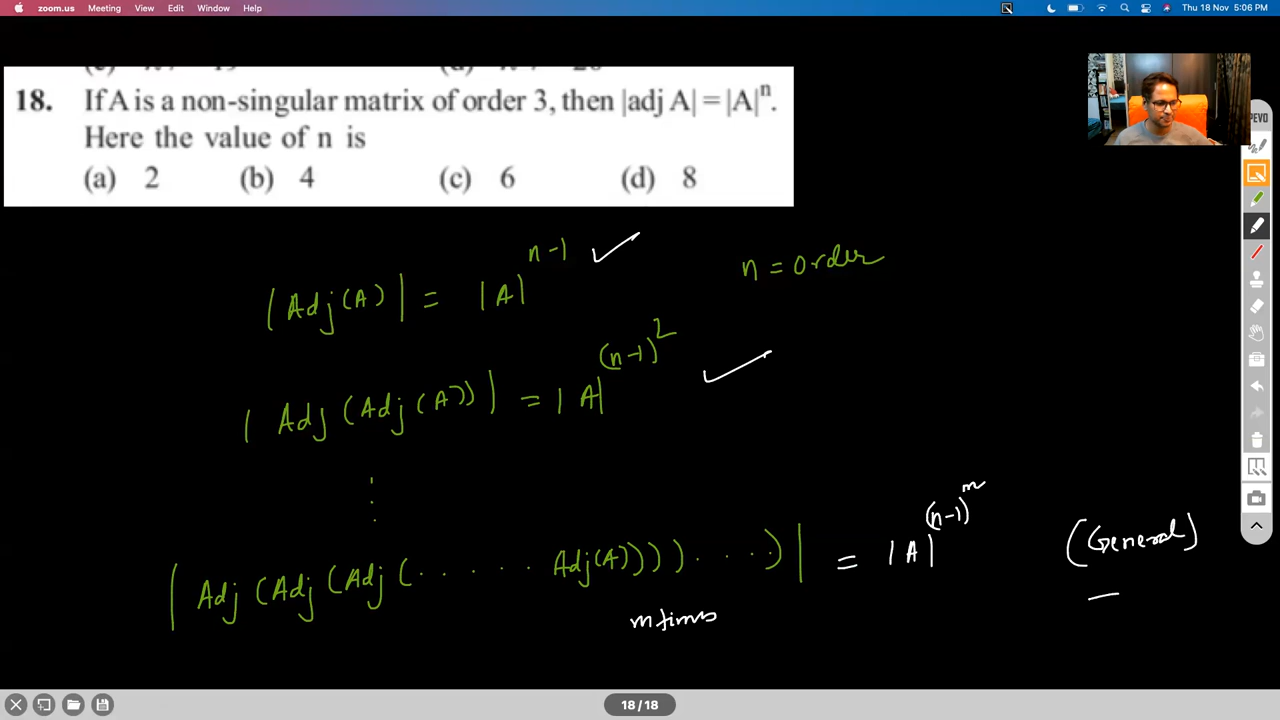 zoom.us Meeting View Edit Window Help Thu 18 Nov 5:06 PM
18. If A is a non-singular matrix of order 3, then |adj A| = |A|ⁿ.
Here the value of n is
(a) 2 (b) 4 (c) 6 (d) 8
|Adj(A)| = |A|^(n-1) ✓ n = order
|Adj(Adj(A))| = |A|^(n-1)^2 ✓
⋮
|Adj(Adj(Adj(. . . . . . Adj(A)))) . . . .)| = |A|^(n-1)^m (General)
m times
18 / 18